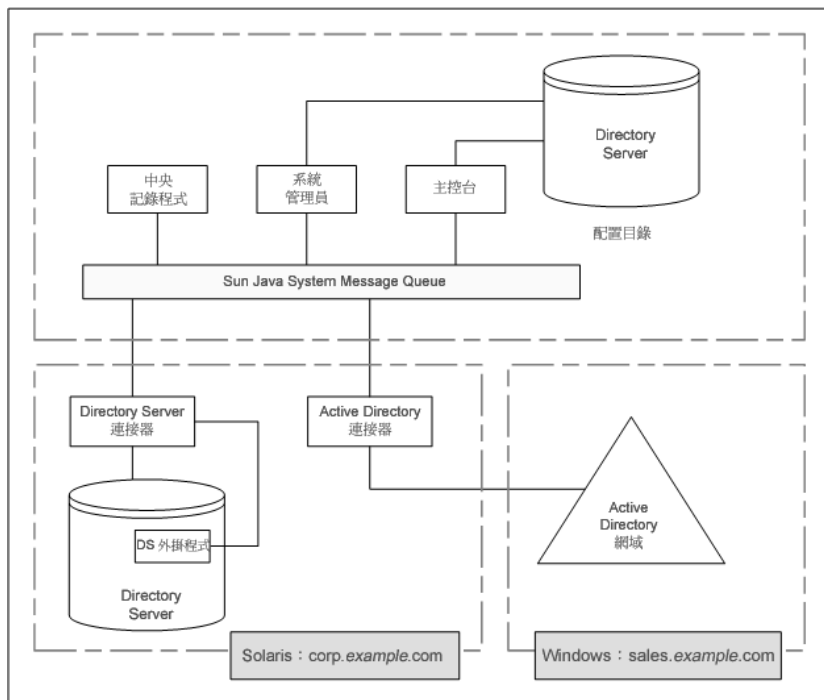 Directory
Server
中央
記錄程式
系統
管理員
主控台
配置目錄
Sun Java System Message Queue
Directory Server
連接器
Active Directory
連接器
DS 外掛程式
Directory
Server
Active
Directory
網域
Solaris：corp.example.com
Windows：sales.example.com